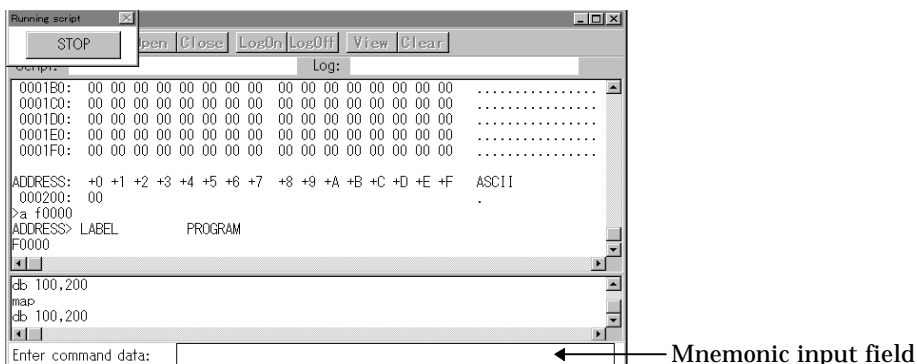 Running script
STOP
Open Close LogOn LogOff View Clear
Script: Log:
0001B0: 00 00 00 00 00 00 00 00 00 00 00 00 00 00 00 00 ................
0001C0: 00 00 00 00 00 00 00 00 00 00 00 00 00 00 00 00 ................
0001D0: 00 00 00 00 00 00 00 00 00 00 00 00 00 00 00 00 ................
0001E0: 00 00 00 00 00 00 00 00 00 00 00 00 00 00 00 00 ................
0001F0: 00 00 00 00 00 00 00 00 00 00 00 00 00 00 00 00 ................
ADDRESS: +0 +1 +2 +3 +4 +5 +6 +7 +8 +9 +A +B +C +D +E +F ASCII
000200: 00 .
>a f0000
ADDRESS> LABEL PROGRAM
F0000
db 100,200
map
db 100,200
Enter command data:
Mnemonic input field